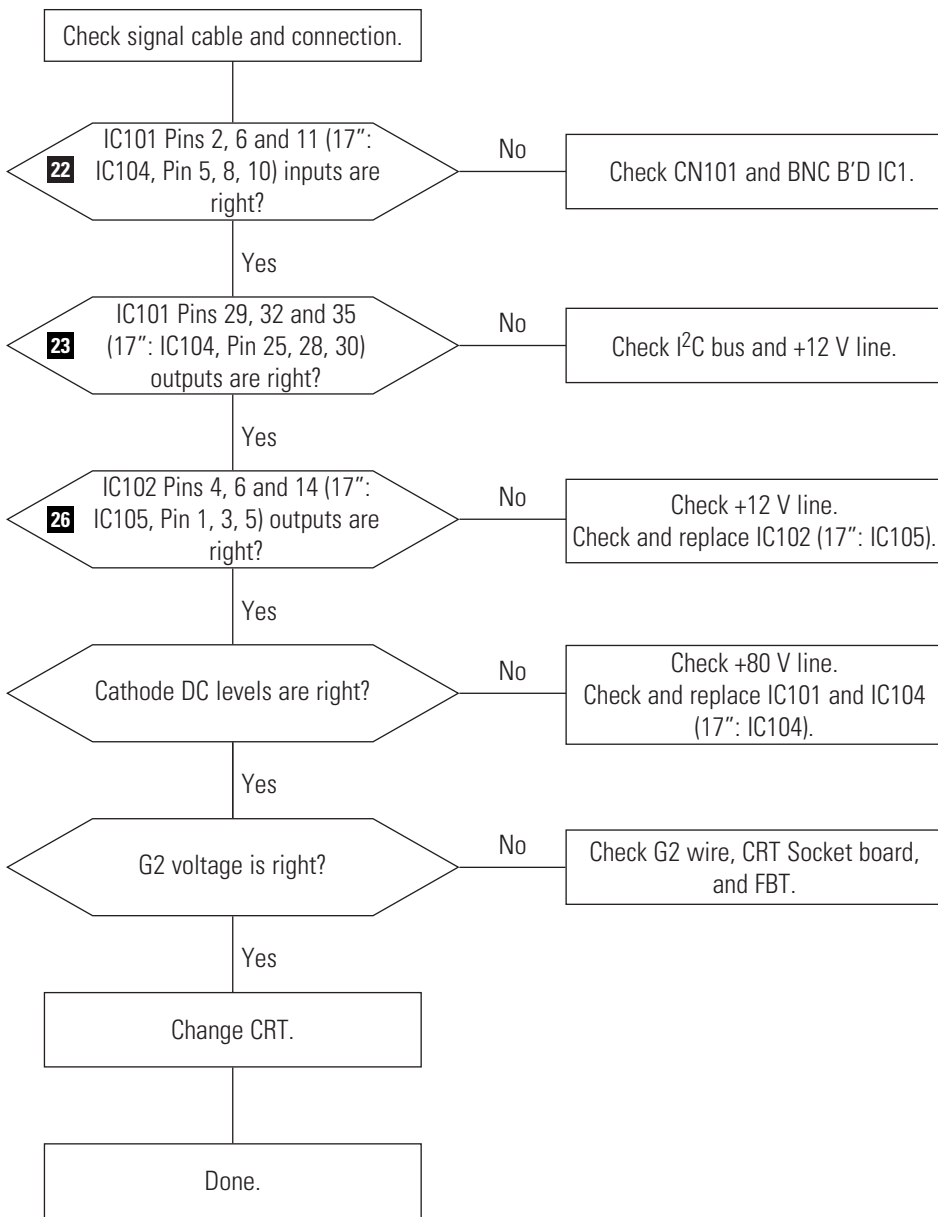 Check signal cable and connection.
IC101 Pins 2, 6 and 11 (17″:
22 IC104, Pin 5, 8, 10) inputs are
right?
No
Check CN101 and BNC B’D IC1.
Yes
IC101 Pins 29, 32 and 35
23 (17″: IC104, Pin 25, 28, 30)
outputs are right?
No
Check I²C bus and +12 V line.
Yes
IC102 Pins 4, 6 and 14 (17″:
26 IC105, Pin 1, 3, 5) outputs are
right?
No
Check +12 V line.
Check and replace IC102 (17″: IC105).
Yes
Cathode DC levels are right?
No
Check +80 V line.
Check and replace IC101 and IC104
(17″: IC104).
Yes
G2 voltage is right?
No
Check G2 wire, CRT Socket board,
and FBT.
Yes
Change CRT.
Done.